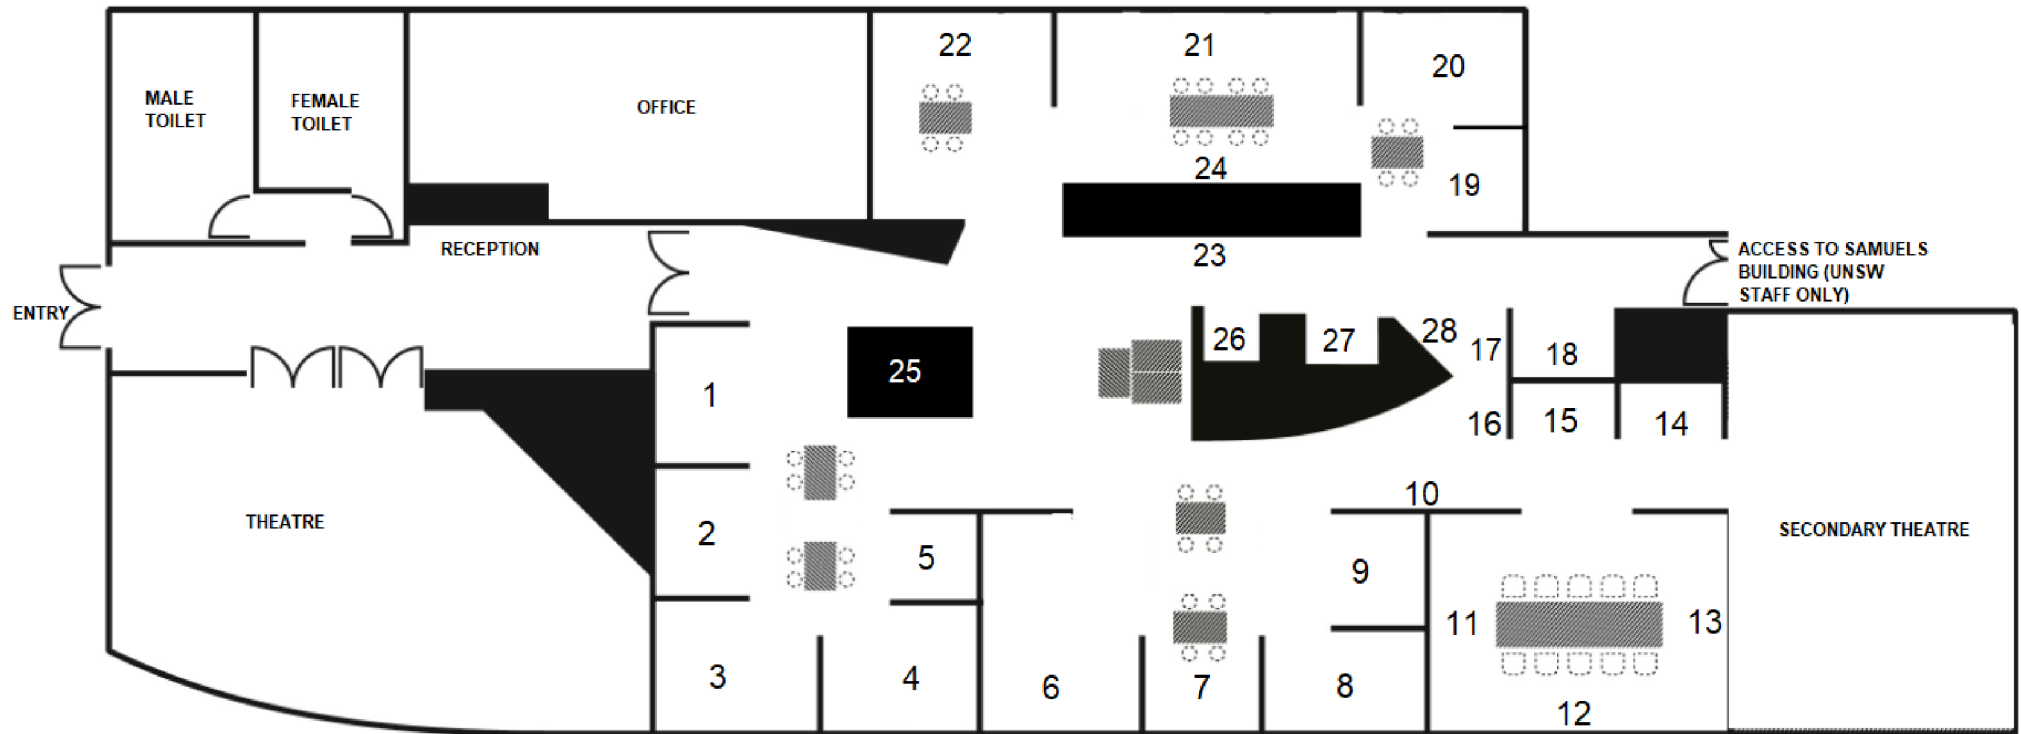 22
21
20
MALE
TOILET
FEMALE
TOILET
OFFICE
24
19
RECEPTION
23
ACCESS TO SAMUELS
BUILDING (UNSW
STAFF ONLY)
ENTRY
26
27
28
17
18
25
1
16
15
14
10
THEATRE
2
SECONDARY THEATRE
5
9
11
13
3
4
6
7
8
12